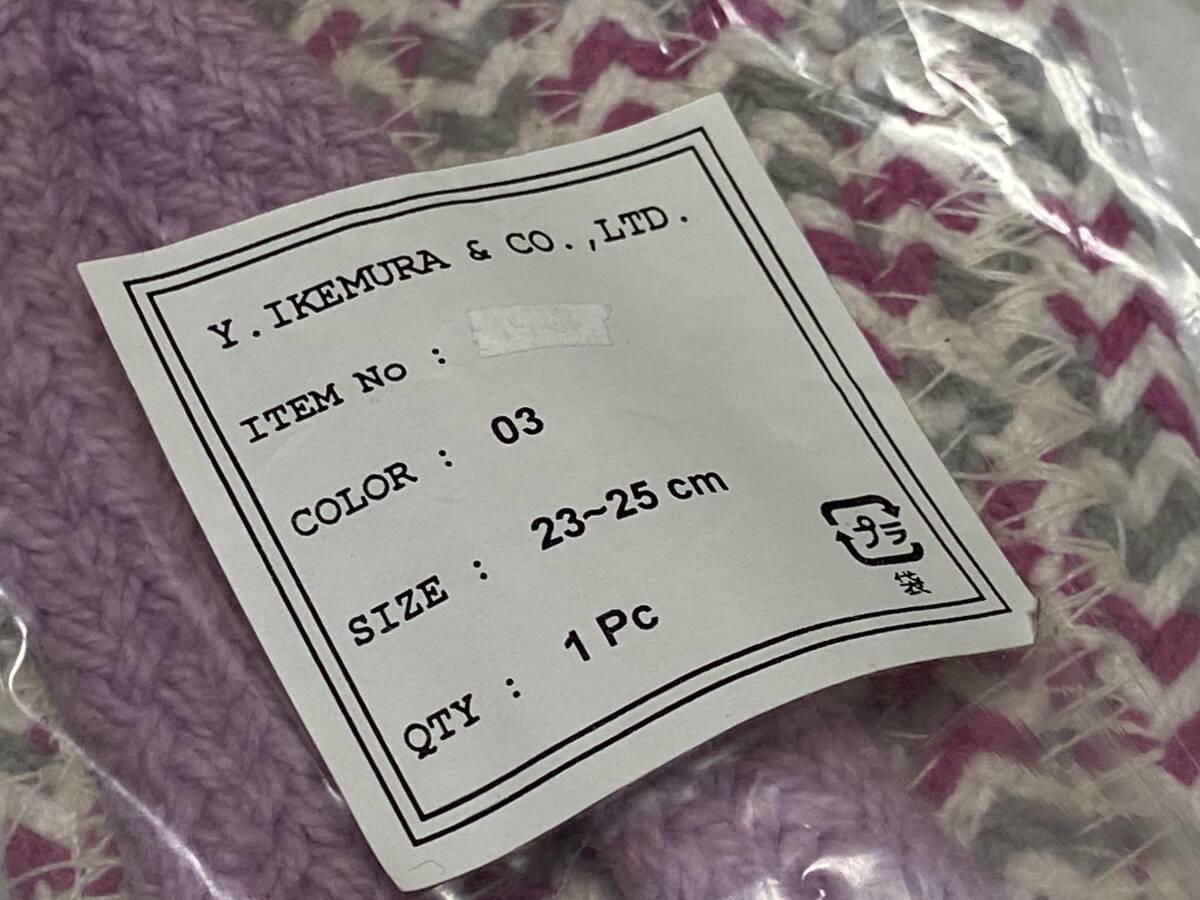 Y.IKEMURA & CO.,LTD.
ITEM No :
COLOR : 03
SIZE : 23~25 cm
QTY : 1 Pc
プラ
袋